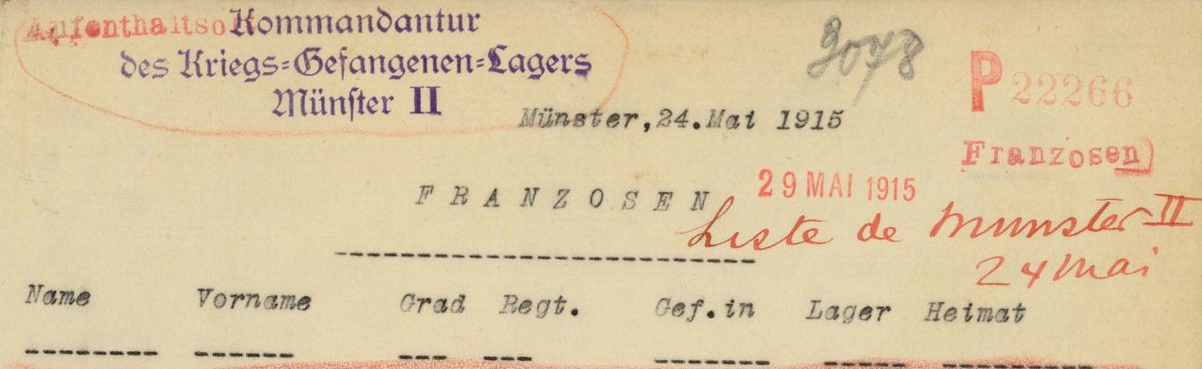 Aufenthaltsort
Kommandantur
des Kriegs-Gefangenen-Lagers
Münster II
3078
P 22266
Münster, 24. Mai 1915
Franzosen)
29 MAI 1915
FRANZOSEN
Liste de Munster II
24 Mai
Name Vorname Grad Regt. Gef. in Lager Heimat